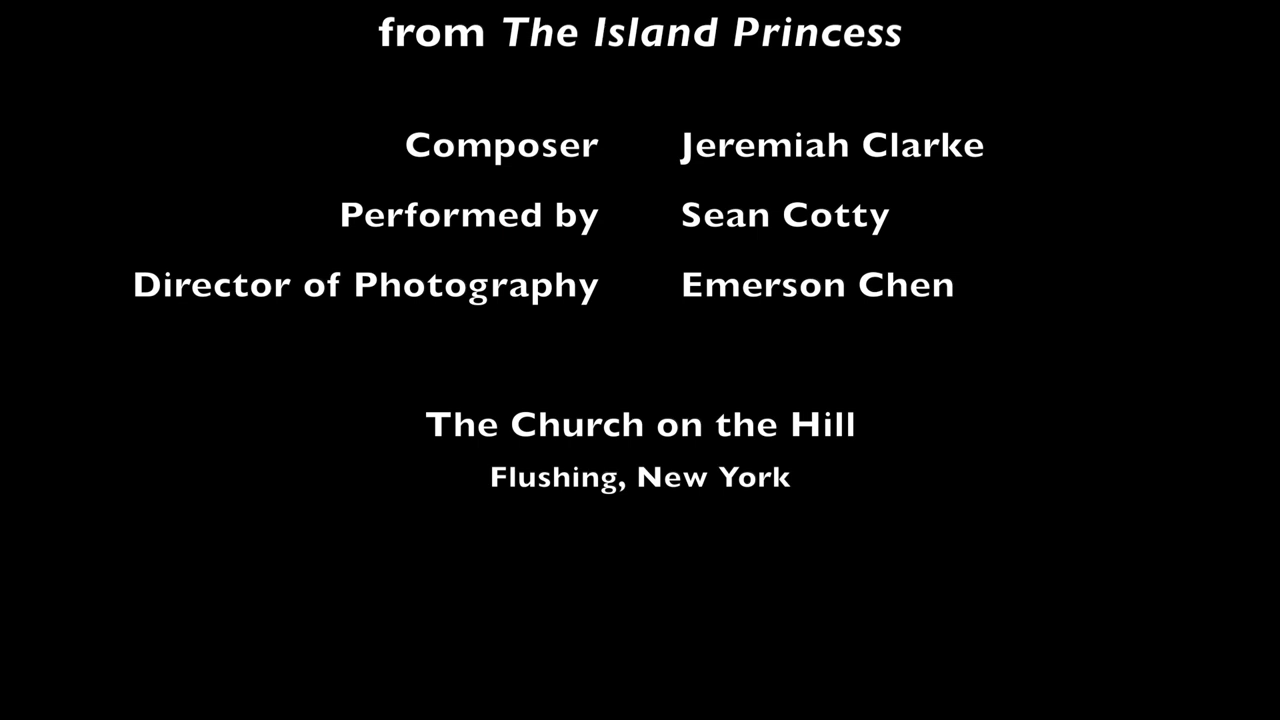 from The Island Princess
Composer Jeremiah Clarke
Performed by Sean Cotty
Director of Photography Emerson Chen
The Church on the Hill
Flushing, New York